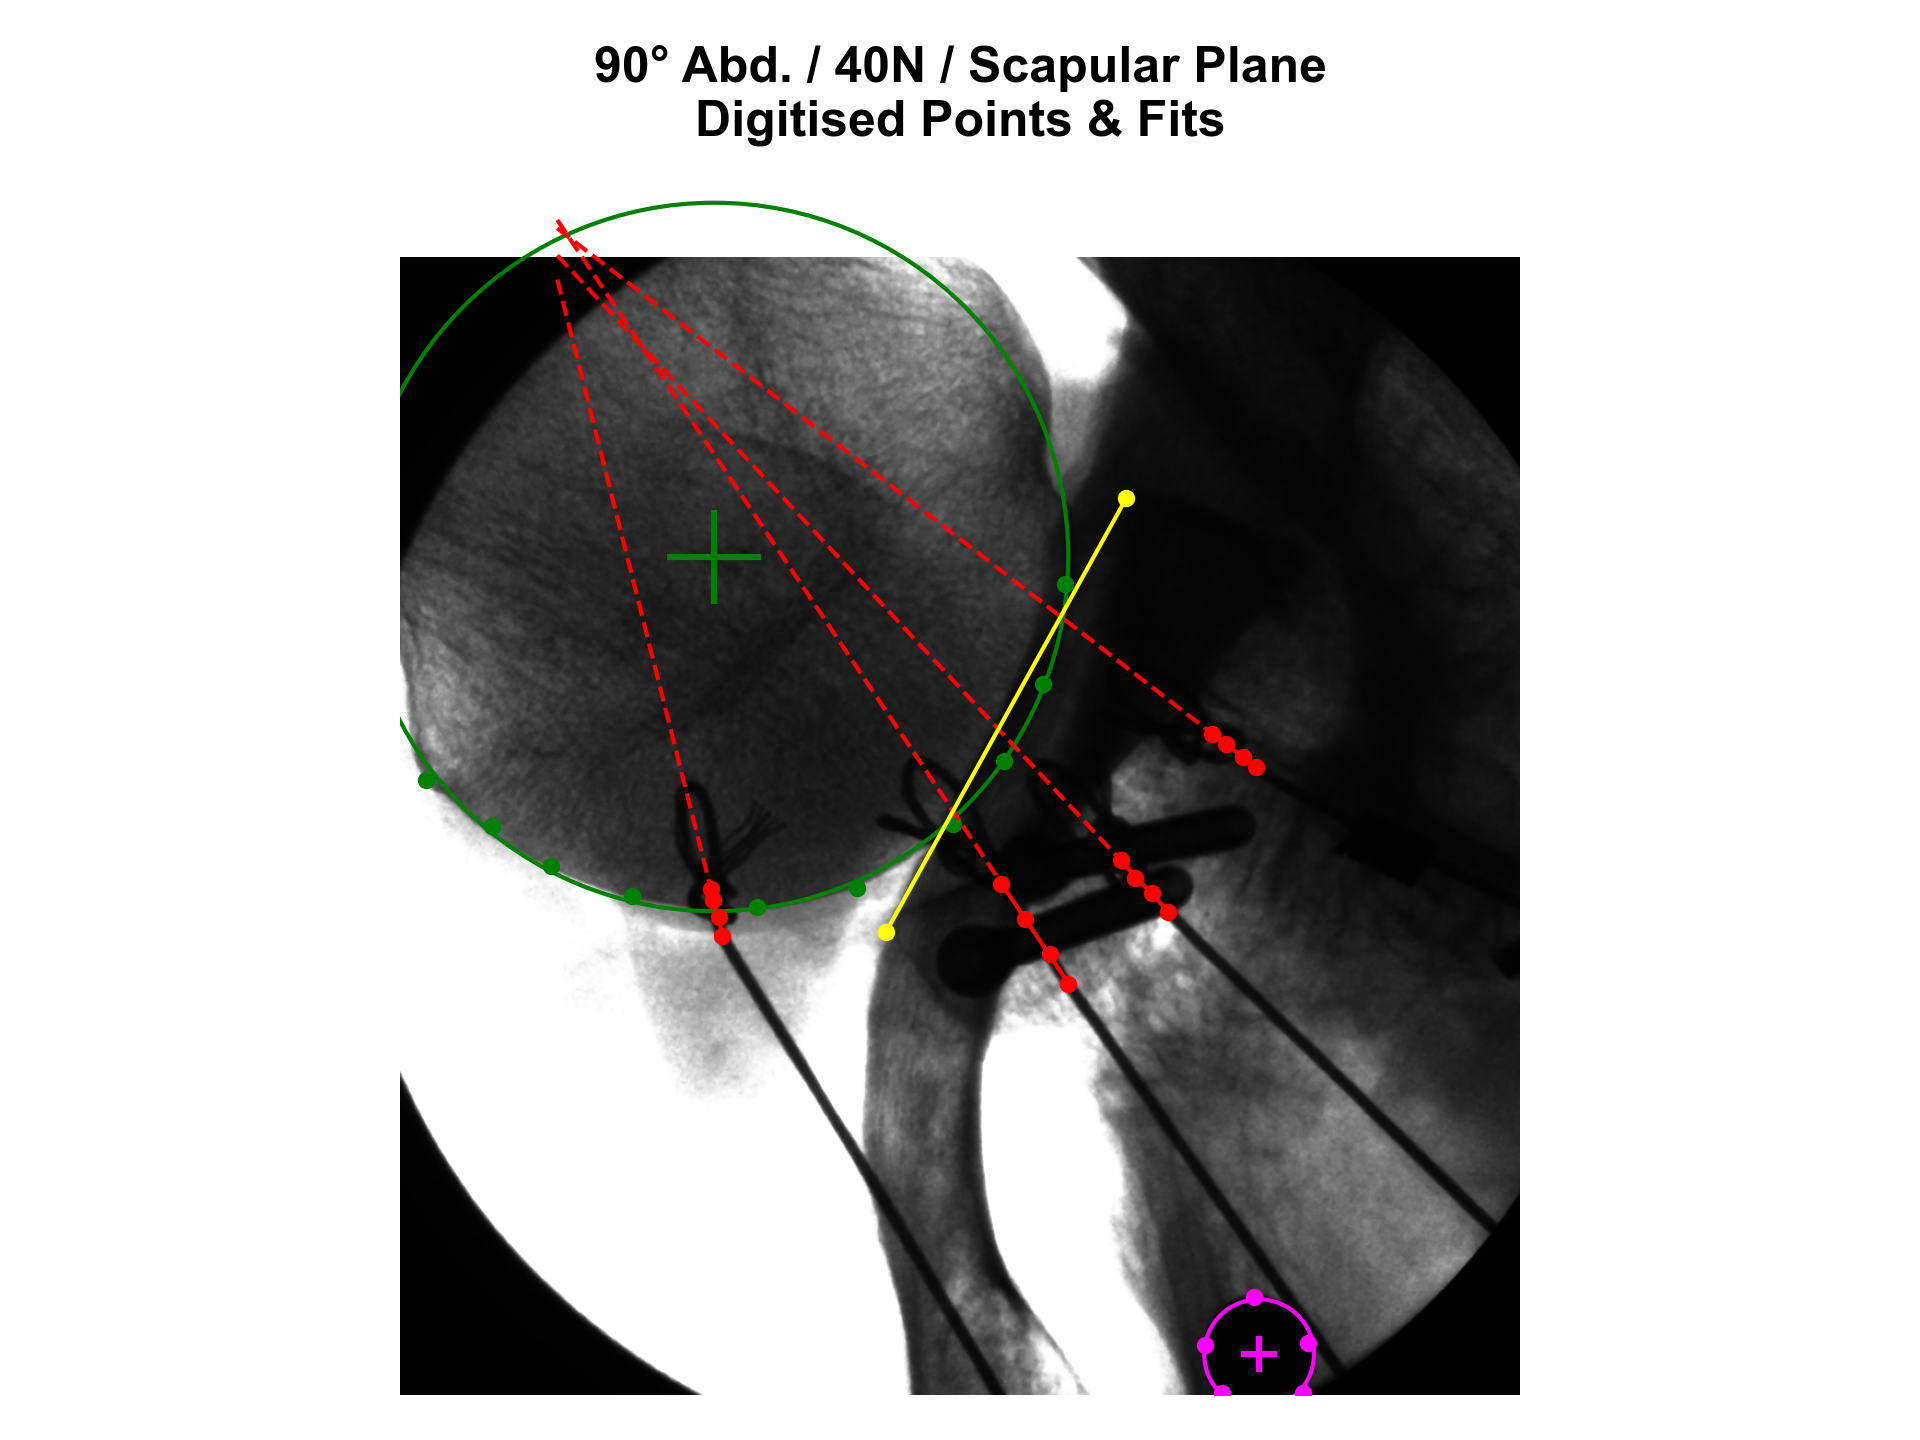 90° Abd. / 40N / Scapular Plane
Digitised Points & Fits